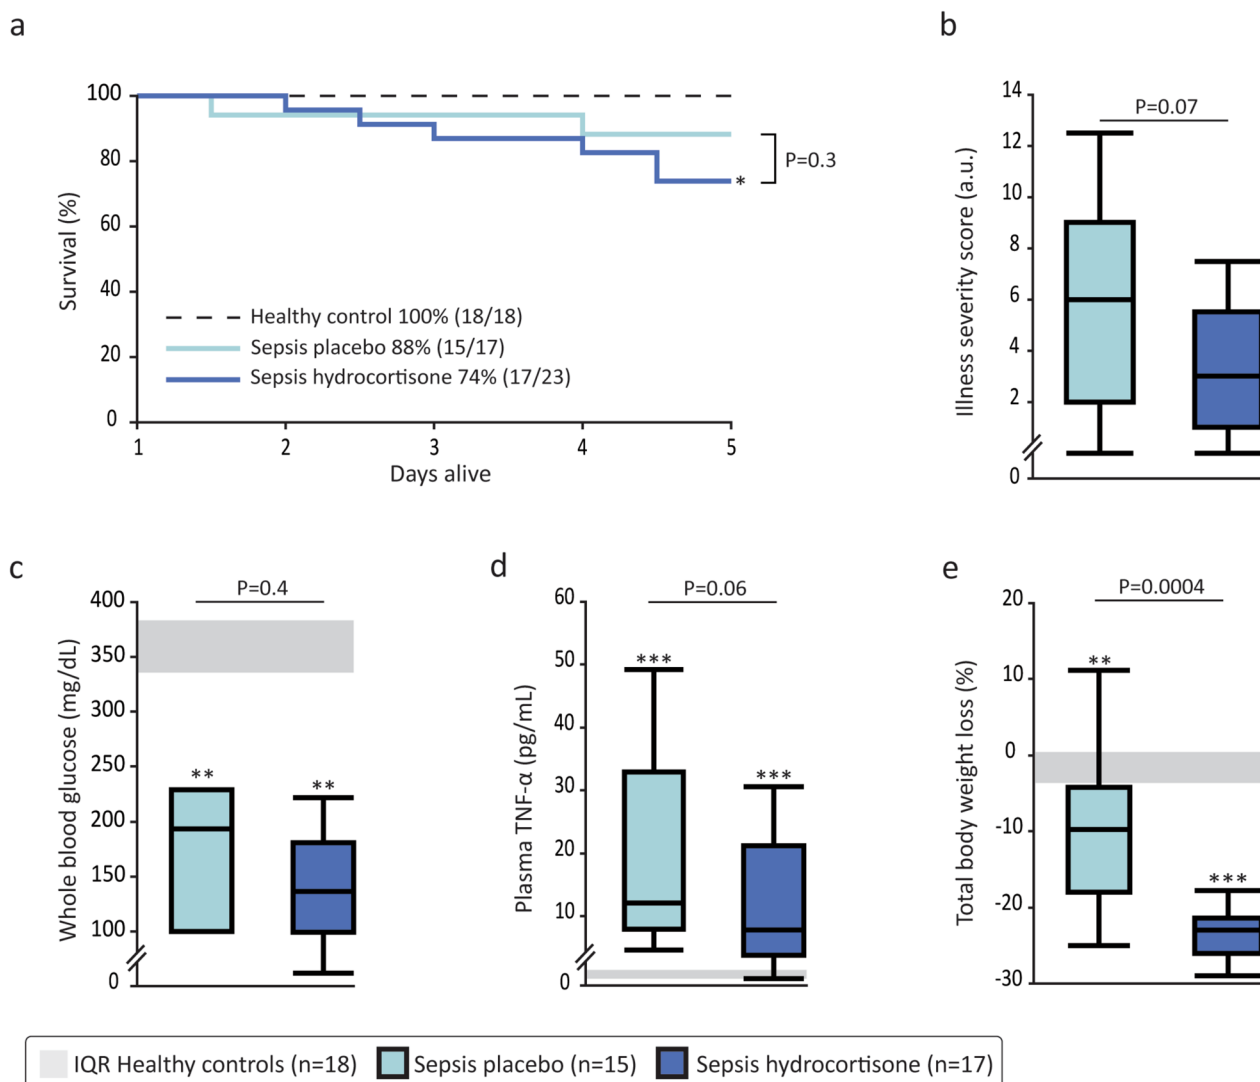 a
Survival (%)
100
80
60
40
20
0
1 2 3 4 5
Days alive
*
P=0.3
Healthy control 100% (18/18)
Sepsis placebo 88% (15/17)
Sepsis hydrocortisone 74% (17/23)
b
Illness severity score (a.u.)
14
12
10
8
6
4
2
0
P=0.07
c
Whole blood glucose (mg/dL)
400
350
300
250
200
150
100
0
P=0.4
** **
d
Plasma TNF-α (pg/mL)
60
50
40
30
20
10
0
P=0.06
***
***
e
Total body weight loss (%)
20
10
0
-10
-20
-30
P=0.0004
**
***
IQR Healthy controls (n=18) Sepsis placebo (n=15) Sepsis hydrocortisone (n=17)